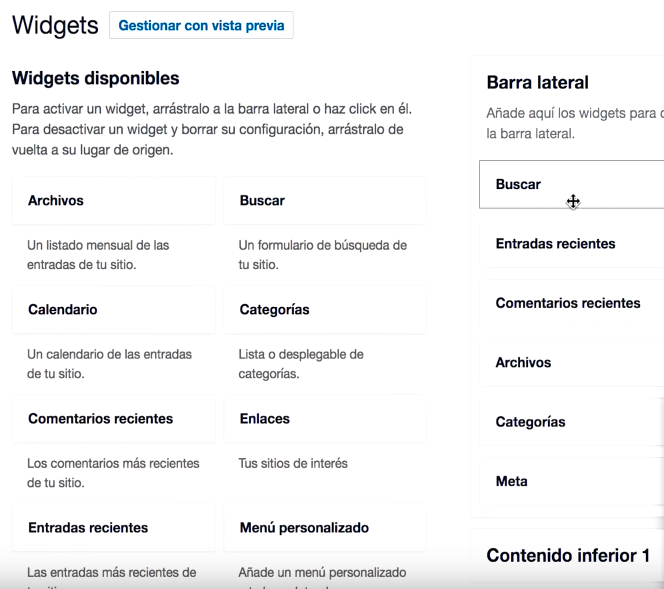 Widgets
Gestionar con vista previa
Widgets disponibles
Para activar un widget, arrástralo a la barra lateral o haz click en él.
Para desactivar un widget y borrar su configuración, arrástralo de
vuelta a su lugar de origen.
Archivos
Buscar
Un listado mensual de las
entradas de tu sitio.
Un formulario de búsqueda de
tu sitio.
Calendario
Categorías
Un calendario de las entradas
de tu sitio.
Lista o desplegable de
categorías.
Comentarios recientes
Enlaces
Los comentarios más recientes
de tu sitio.
Tus sitios de interés
Entradas recientes
Menú personalizado
Las entradas más recientes de
Añade un menú personalizado
Barra lateral
Añade aquí los widgets para
la barra lateral.
Buscar
Entradas recientes
Comentarios recientes
Archivos
Categorías
Meta
Contenido inferior 1